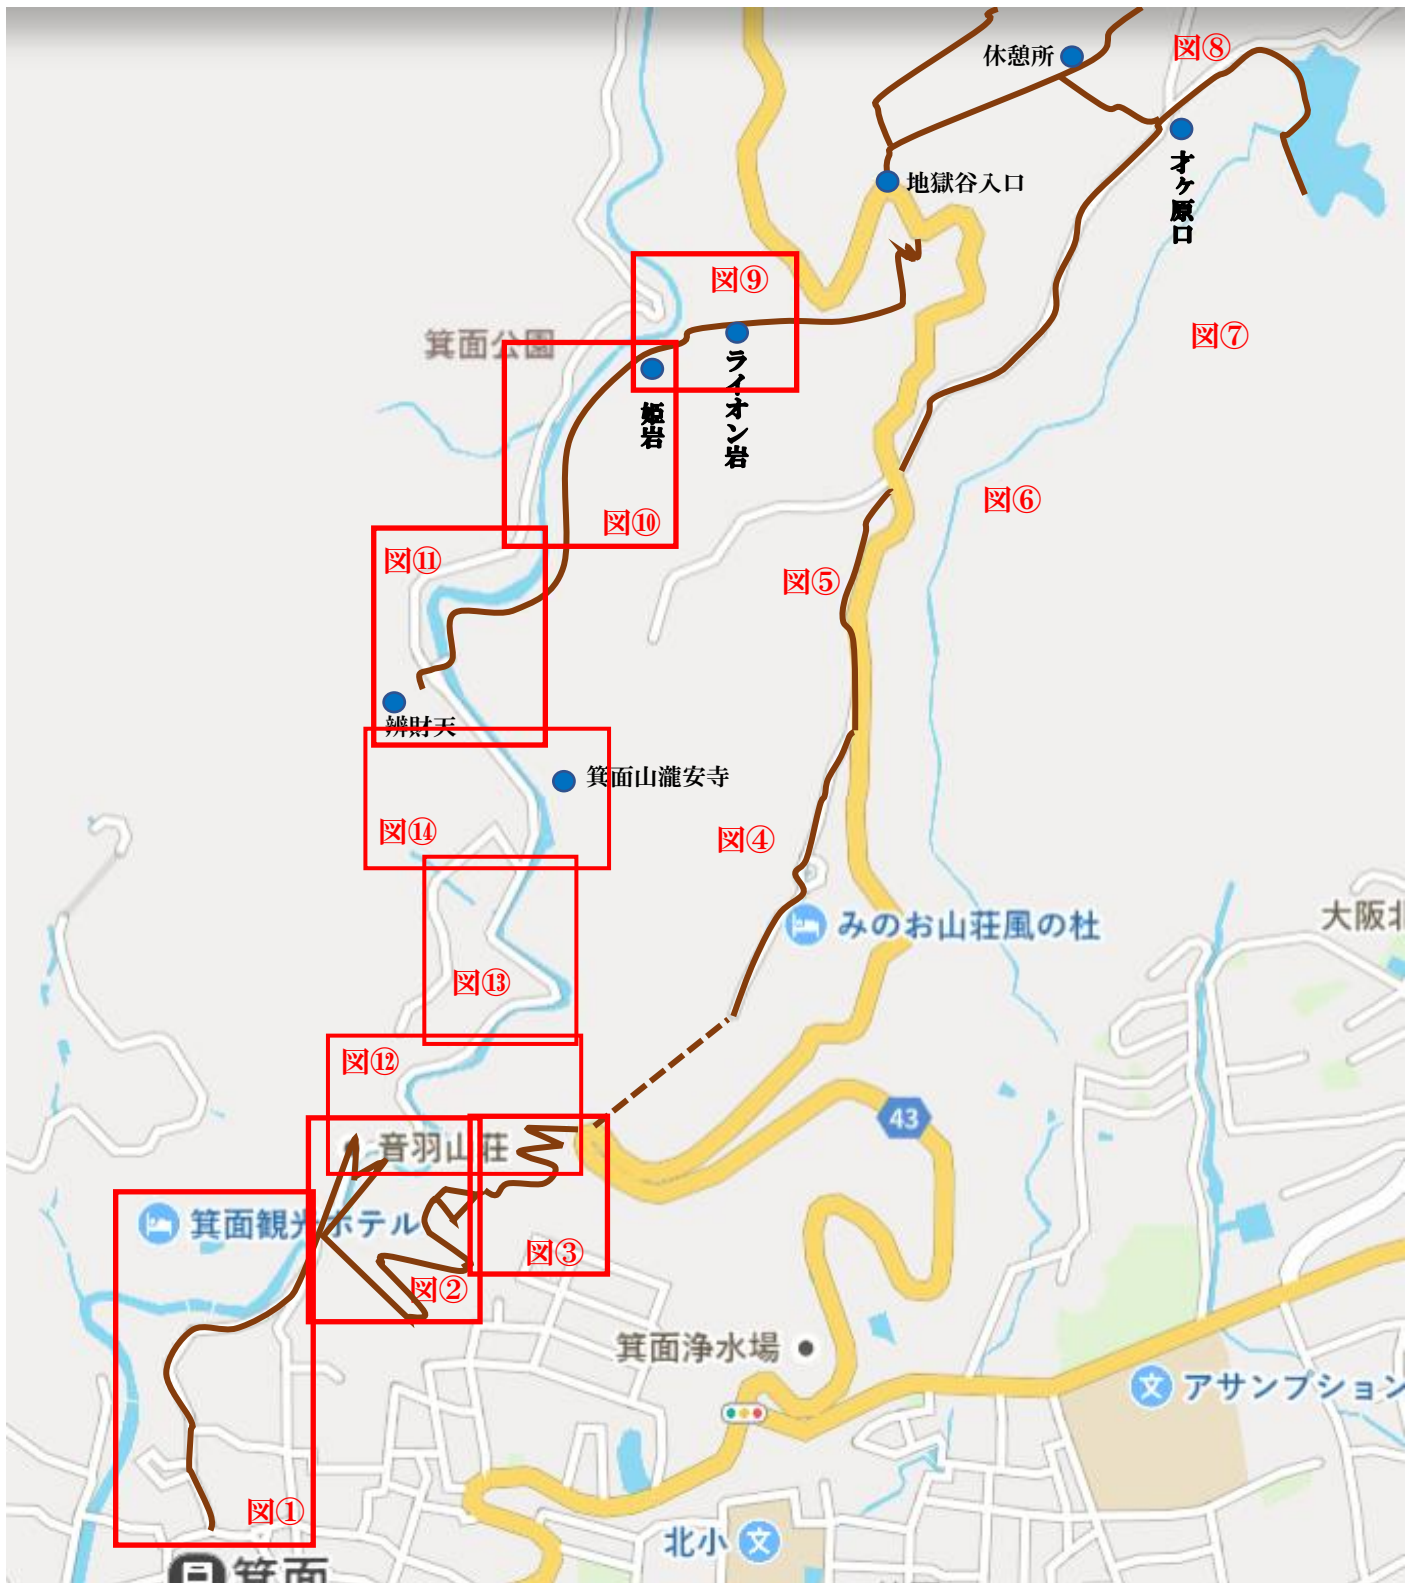 休憩所
図⑧
才ヶ原口
地獄谷入口
図⑨
図⑦
箕面公園
ライオン岩
姫岩
図⑥
図⑩
図⑪
図⑤
辨財天
箕面山瀧安寺
図⑭
図④
みのお山荘風の杜
大阪北
図⑬
図⑫
43
音羽山荘
箕面観光ホテル
図③
図②
箕面浄水場
アサンプション
図①
北小
箕面